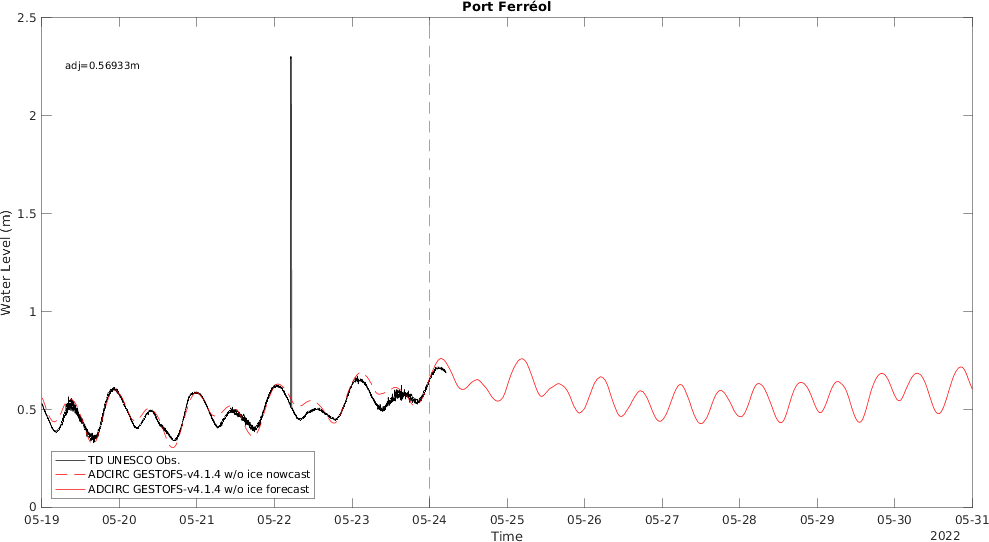 Port Ferréol
adj=0.56933m
Water Level (m)
2.5
2
1.5
1
0.5
0
TD UNESCO Obs.
ADCIRC GESTOFS-v4.1.4 w/o ice nowcast
ADCIRC GESTOFS-v4.1.4 w/o ice forecast
05-19 05-20 05-21 05-22 05-23 05-24 05-25 05-26 05-27 05-28 05-29 05-30 05-31
Time
2022